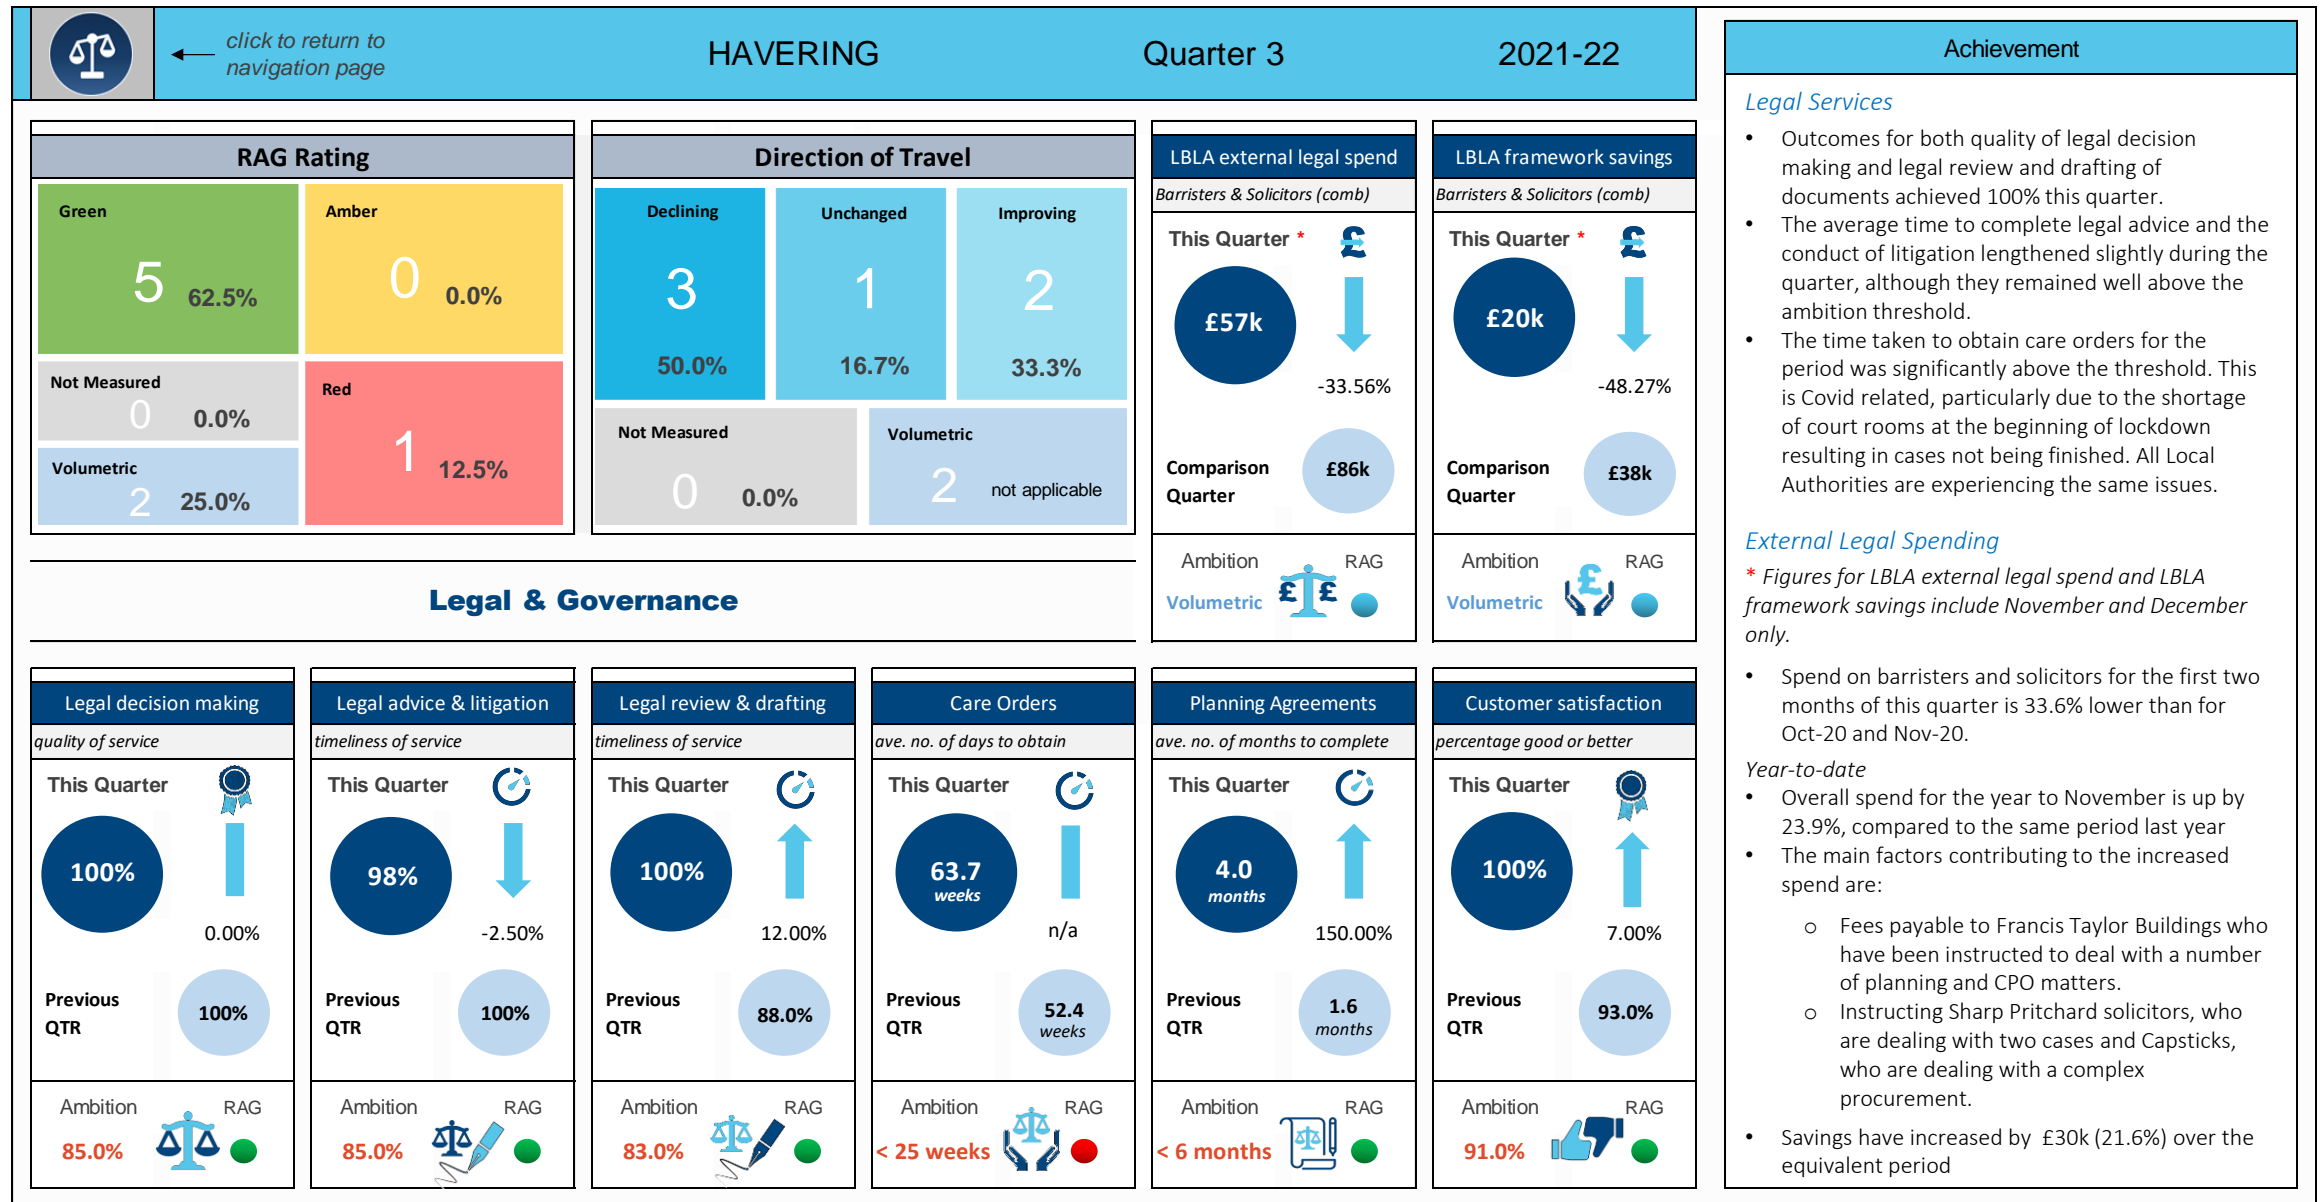 click to return to
navigation page
HAVERING
Quarter 3
2021-22
RAG Rating
Green
5
62.5%
Amber
0
0.0%
Not Measured
0
0.0%
Red
1
12.5%
Volumetric
2
25.0%
Direction of Travel
Declining
3
50.0%
Unchanged
1
16.7%
Improving
2
33.3%
Not Measured
0
0.0%
Volumetric
2
not applicable
LBLA external legal spend
Barristers & Solicitors (comb)
This Quarter *
£
£57k
-33.56%
Comparison
Quarter
£86k
Ambition
RAG
Volumetric
£ £
LBLA framework savings
Barristers & Solicitors (comb)
This Quarter *
£
£20k
-48.27%
Comparison
Quarter
£38k
Ambition
RAG
Volumetric
£
Legal & Governance
Legal decision making
quality of service
This Quarter
100%
0.00%
Previous
QTR
100%
Ambition
RAG
85.0%
Legal advice & litigation
timeliness of service
This Quarter
98%
-2.50%
Previous
QTR
100%
Ambition
RAG
85.0%
Legal review & drafting
timeliness of service
This Quarter
100%
12.00%
Previous
QTR
88.0%
Ambition
RAG
83.0%
Care Orders
ave. no. of days to obtain
This Quarter
63.7
weeks
n/a
Previous
QTR
52.4
weeks
Ambition
RAG
< 25 weeks
Planning Agreements
ave. no. of months to complete
This Quarter
4.0
months
150.00%
Previous
QTR
1.6
months
Ambition
RAG
< 6 months
Customer satisfaction
percentage good or better
This Quarter
100%
7.00%
Previous
QTR
93.0%
Ambition
RAG
91.0%
Achievement
Legal Services
• Outcomes for both quality of legal decision
making and legal review and drafting of
documents achieved 100% this quarter.
• The average time to complete legal advice and the
conduct of litigation lengthened slightly during the
quarter, although they remained well above the
ambition threshold.
• The time taken to obtain care orders for the
period was significantly above the threshold. This
is Covid related, particularly due to the shortage
of court rooms at the beginning of lockdown
resulting in cases not being finished. All Local
Authorities are experiencing the same issues.
External Legal Spending
* Figures for LBLA external legal spend and LBLA
framework savings include November and December
only.
• Spend on barristers and solicitors for the first two
months of this quarter is 33.6% lower than for
Oct-20 and Nov-20.
Year-to-date
• Overall spend for the year to November is up by
23.9%, compared to the same period last year
• The main factors contributing to the increased
spend are:
o Fees payable to Francis Taylor Buildings who
have been instructed to deal with a number
of planning and CPO matters.
o Instructing Sharp Pritchard solicitors, who
are dealing with two cases and Capsticks,
who are dealing with a complex
procurement.
• Savings have increased by £30k (21.6%) over the
equivalent period